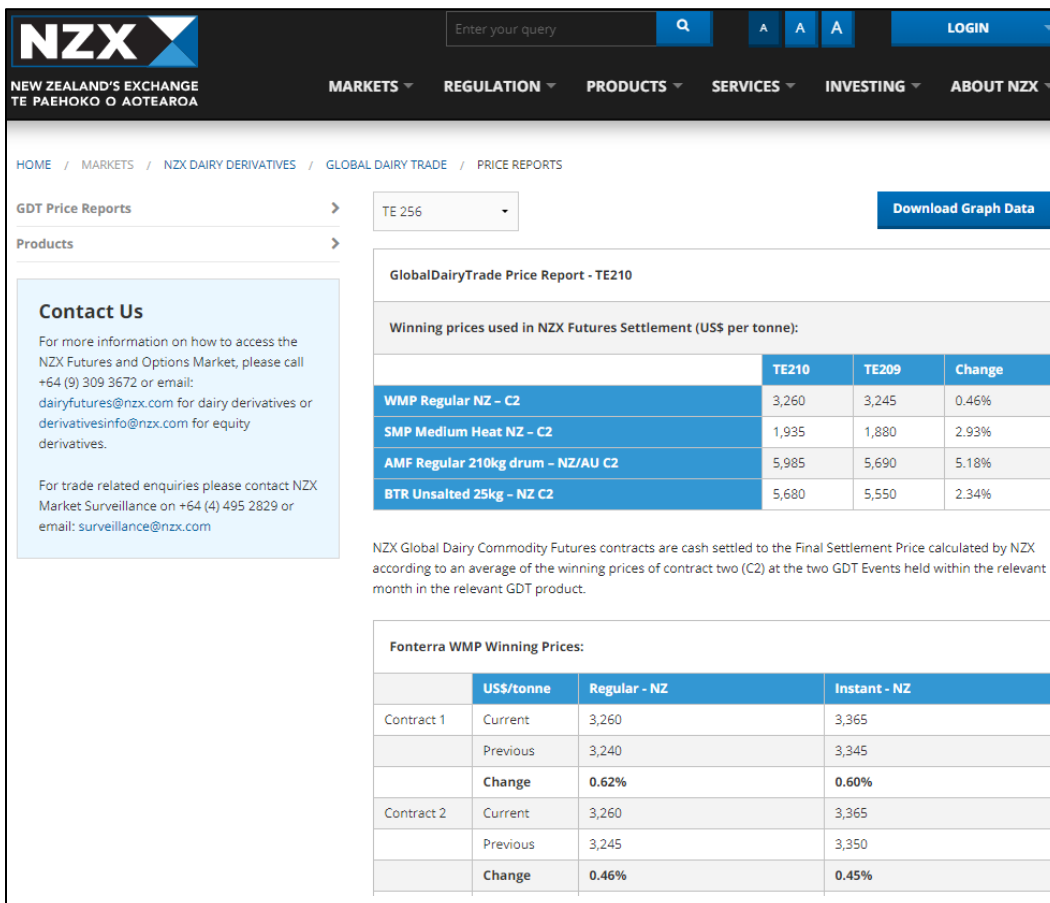 NZX
NEW ZEALAND'S EXCHANGE
TE PAEHOKO O AOTEAROA
Enter your query
A A A
LOGIN
MARKETS REGULATION PRODUCTS SERVICES INVESTING ABOUT NZX
HOME / MARKETS / NZX DAIRY DERIVATIVES / GLOBAL DAIRY TRADE / PRICE REPORTS
GDT Price Reports
Products
Contact Us
For more information on how to access the
NZX Futures and Options Market, please call
+64 (9) 309 3672 or email:
dairyfutures@nzx.com for dairy derivatives or
derivativesinfo@nzx.com for equity
derivatives.
For trade related enquiries please contact NZX
Market Surveillance on +64 (4) 495 2829 or
email: surveillance@nzx.com
TE 256
Download Graph Data
GlobalDairyTrade Price Report - TE210
Winning prices used in NZX Futures Settlement (US$ per tonne):
TE210 TE209 Change
WMP Regular NZ – C2 3,260 3,245 0.46%
SMP Medium Heat NZ – C2 1,935 1,880 2.93%
AMF Regular 210kg drum – NZ/AU C2 5,985 5,690 5.18%
BTR Unsalted 25kg – NZ C2 5,680 5,550 2.34%
NZX Global Dairy Commodity Futures contracts are cash settled to the Final Settlement Price calculated by NZX
according to an average of the winning prices of contract two (C2) at the two GDT Events held within the relevant
month in the relevant GDT product.
Fonterra WMP Winning Prices:
US$/tonne Regular - NZ Instant - NZ
Contract 1 Current 3,260 3,365
Previous 3,240 3,345
Change 0.62% 0.60%
Contract 2 Current 3,260 3,365
Previous 3,245 3,350
Change 0.46% 0.45%